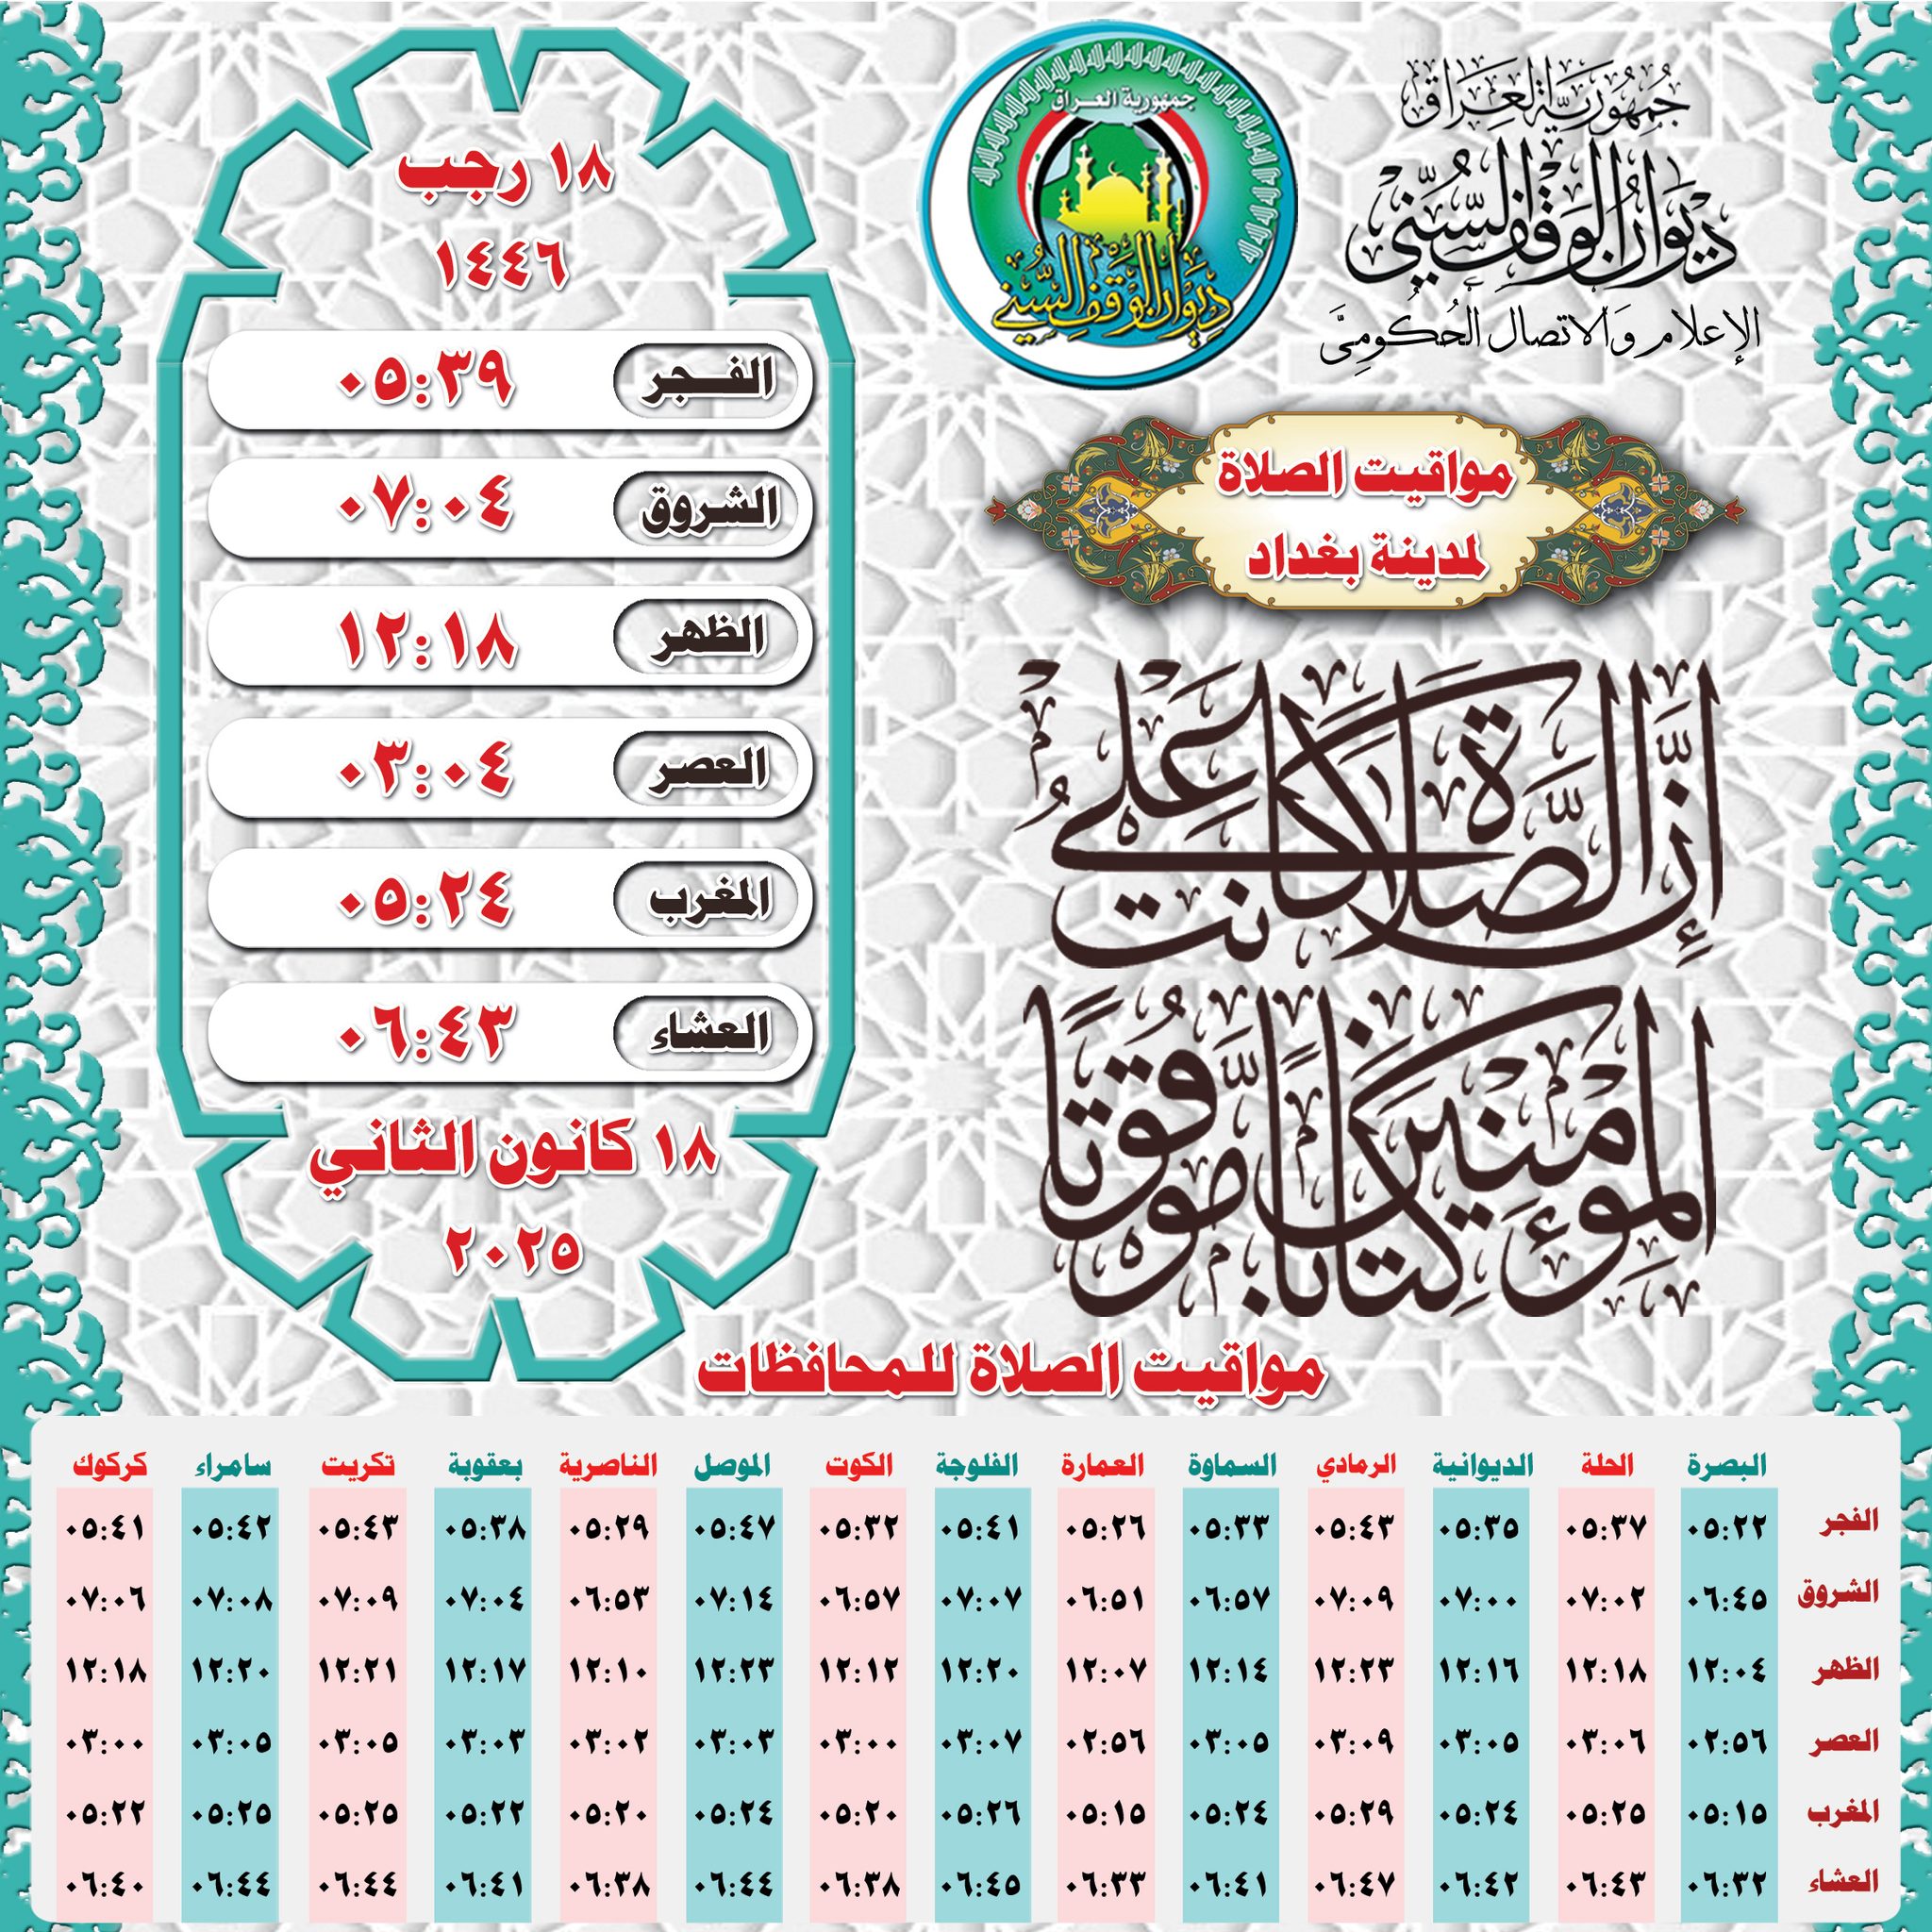 جمهورية العراق
ديوان الوقف السني
الإعلام والاتصال الحكومي
جمهورية العراق
ديوان الوقف السني
مواقيت الصلاة
لمدينة بغداد
إِنَّ الصَّلَاةَ كَانَتْ عَلَى
الْمُؤْمِنِينَ كِتَابًا مَّوْقُوتًا
١٨ رجب
١٤٤٦
الفجر ٠٥:٣٩
الشروق ٠٧:٠٤
الظهر ١٢:١٨
العصر ٠٣:٠٤
المغرب ٠٥:٢٤
العشاء ٠٦:٤٣
١٨ كانون الثاني
٢٠٢٥
مواقيت الصلاة للمحافظات
البصرة الحلة الديوانية الرمادي السماوة العمارة الفلوجة الكوت الموصل الناصرية بعقوبة تكريت سامراء كركوك
الفجر ٠٥:٢٢ ٠٥:٣٧ ٠٥:٣٥ ٠٥:٤٣ ٠٥:٣٣ ٠٥:٢٦ ٠٥:٤١ ٠٥:٣٢ ٠٥:٤٧ ٠٥:٢٩ ٠٥:٣٨ ٠٥:٤٣ ٠٥:٤٢ ٠٥:٤١
الشروق ٠٦:٤٥ ٠٧:٠٢ ٠٧:٠٠ ٠٧:٠٩ ٠٦:٥٧ ٠٦:٥١ ٠٧:٠٧ ٠٦:٥٧ ٠٧:١٤ ٠٦:٥٣ ٠٧:٠٤ ٠٧:٠٩ ٠٧:٠٨ ٠٧:٠٦
الظهر ١٢:٠٤ ١٢:١٨ ١٢:١٦ ١٢:٢٣ ١٢:١٤ ١٢:٠٧ ١٢:٢٠ ١٢:١٢ ١٢:٢٣ ١٢:١٠ ١٢:١٧ ١٢:٢١ ١٢:٢٠ ١٢:١٨
العصر ٠٢:٥٦ ٠٣:٠٦ ٠٣:٠٥ ٠٣:٠٩ ٠٣:٠٥ ٠٢:٥٦ ٠٣:٠٧ ٠٣:٠٠ ٠٣:٠٣ ٠٣:٠٢ ٠٣:٠٣ ٠٣:٠٥ ٠٣:٠٥ ٠٣:٠٠
المغرب ٠٥:١٥ ٠٥:٢٥ ٠٥:٢٤ ٠٥:٢٩ ٠٥:٢٤ ٠٥:١٥ ٠٥:٢٦ ٠٥:٢٠ ٠٥:٢٤ ٠٥:٢٠ ٠٥:٢٢ ٠٥:٢٥ ٠٥:٢٥ ٠٥:٢٢
العشاء ٠٦:٣٢ ٠٦:٤٣ ٠٦:٤٢ ٠٦:٤٧ ٠٦:٤١ ٠٦:٣٣ ٠٦:٤٥ ٠٦:٣٨ ٠٦:٤٤ ٠٦:٣٨ ٠٦:٤١ ٠٦:٤٤ ٠٦:٤٤ ٠٦:٤٠